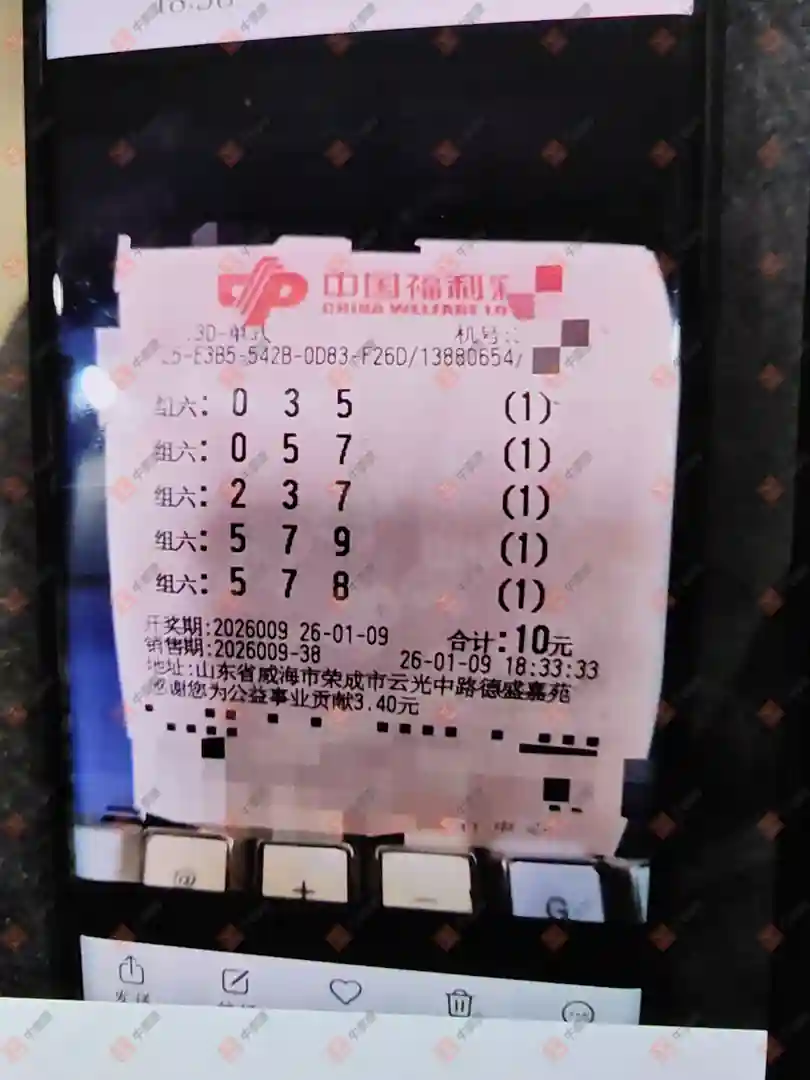 18:58
中国福利彩
CHINA WELFARE LO
3D-单式 机号:
E5-E3B5-542B-0D83-F26D/13880654/
组六: 0 3 5 (1)
组六: 0 5 7 (1)
组六: 2 3 7 (1)
组六: 5 7 9 (1)
组六: 5 7 8 (1)
开奖期:2026009 26-01-09 合计:10元
销售期:2026009-38 26-01-09 18:33:33
地址:山东省威海市荣成市云光中路德盛嘉苑
感谢您为公益事业贡献3.40元
@
+
G
发送